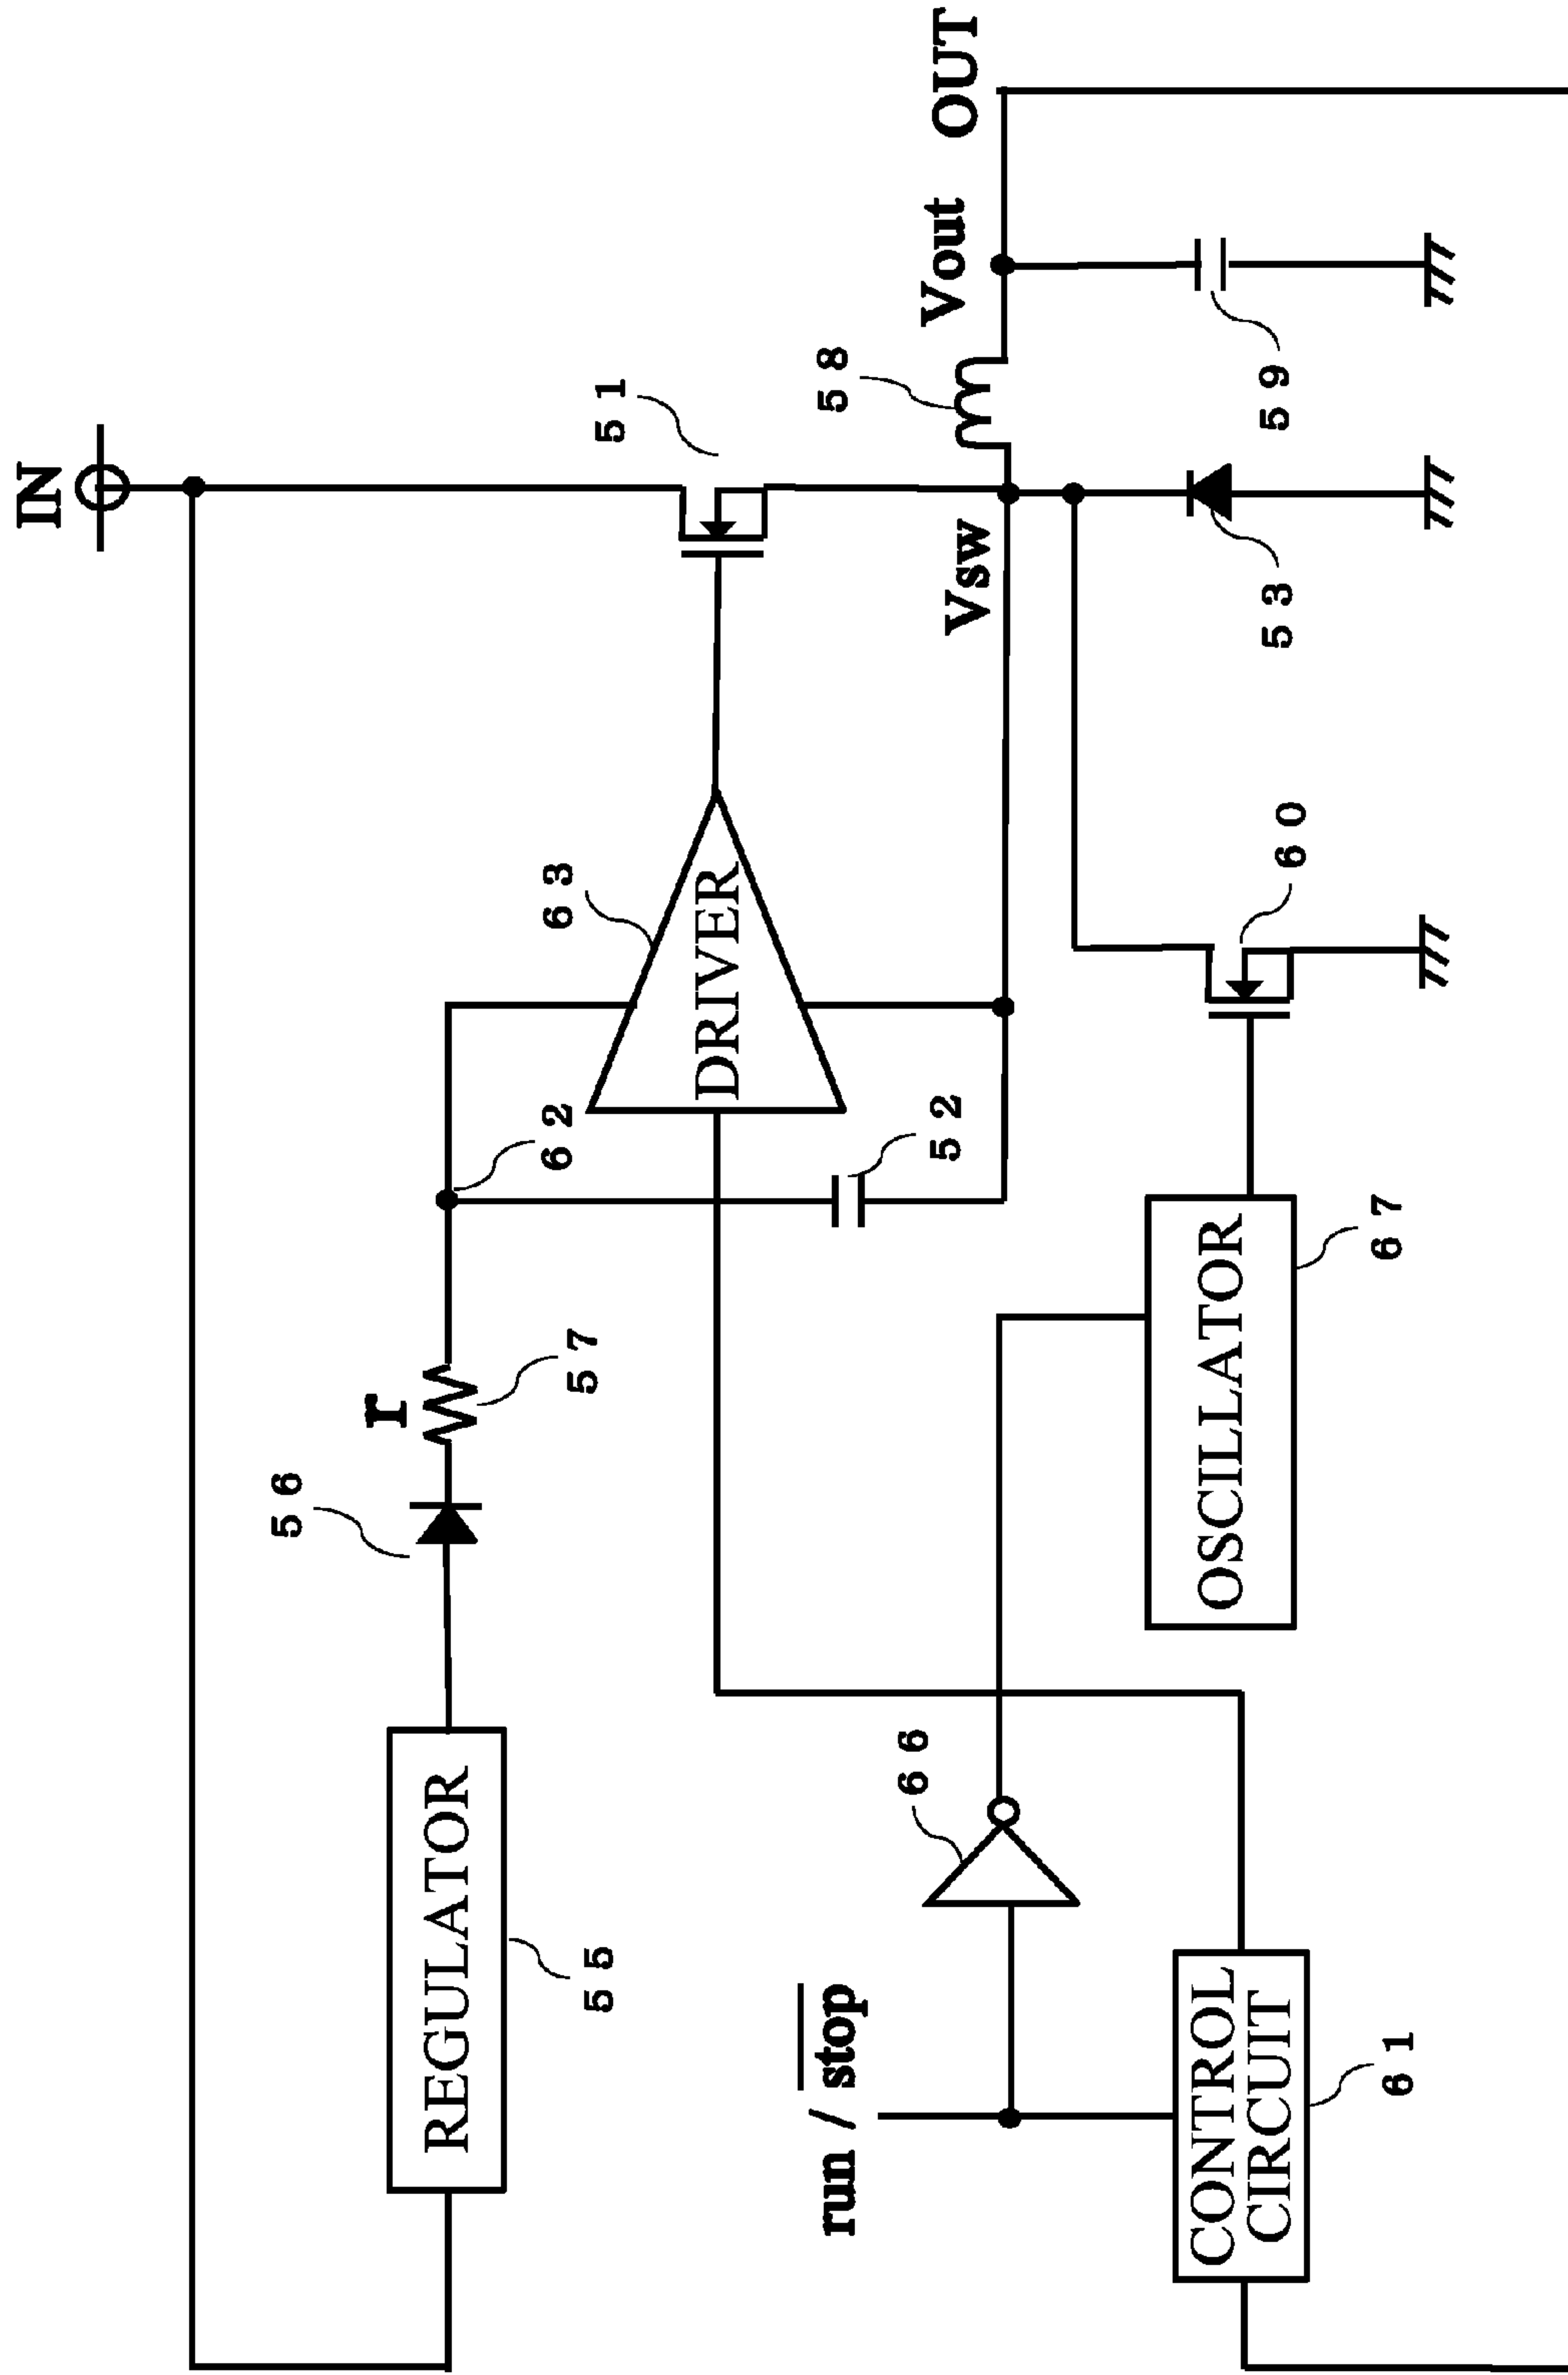 IN
REGULATOR
55
56
r
57
62
63
DRIVER
51
52
58
Vsw
Vout
OUT
run / stop
66
CONTROL
CIRCUIT
61
OSCILLATOR
67
60
53
59